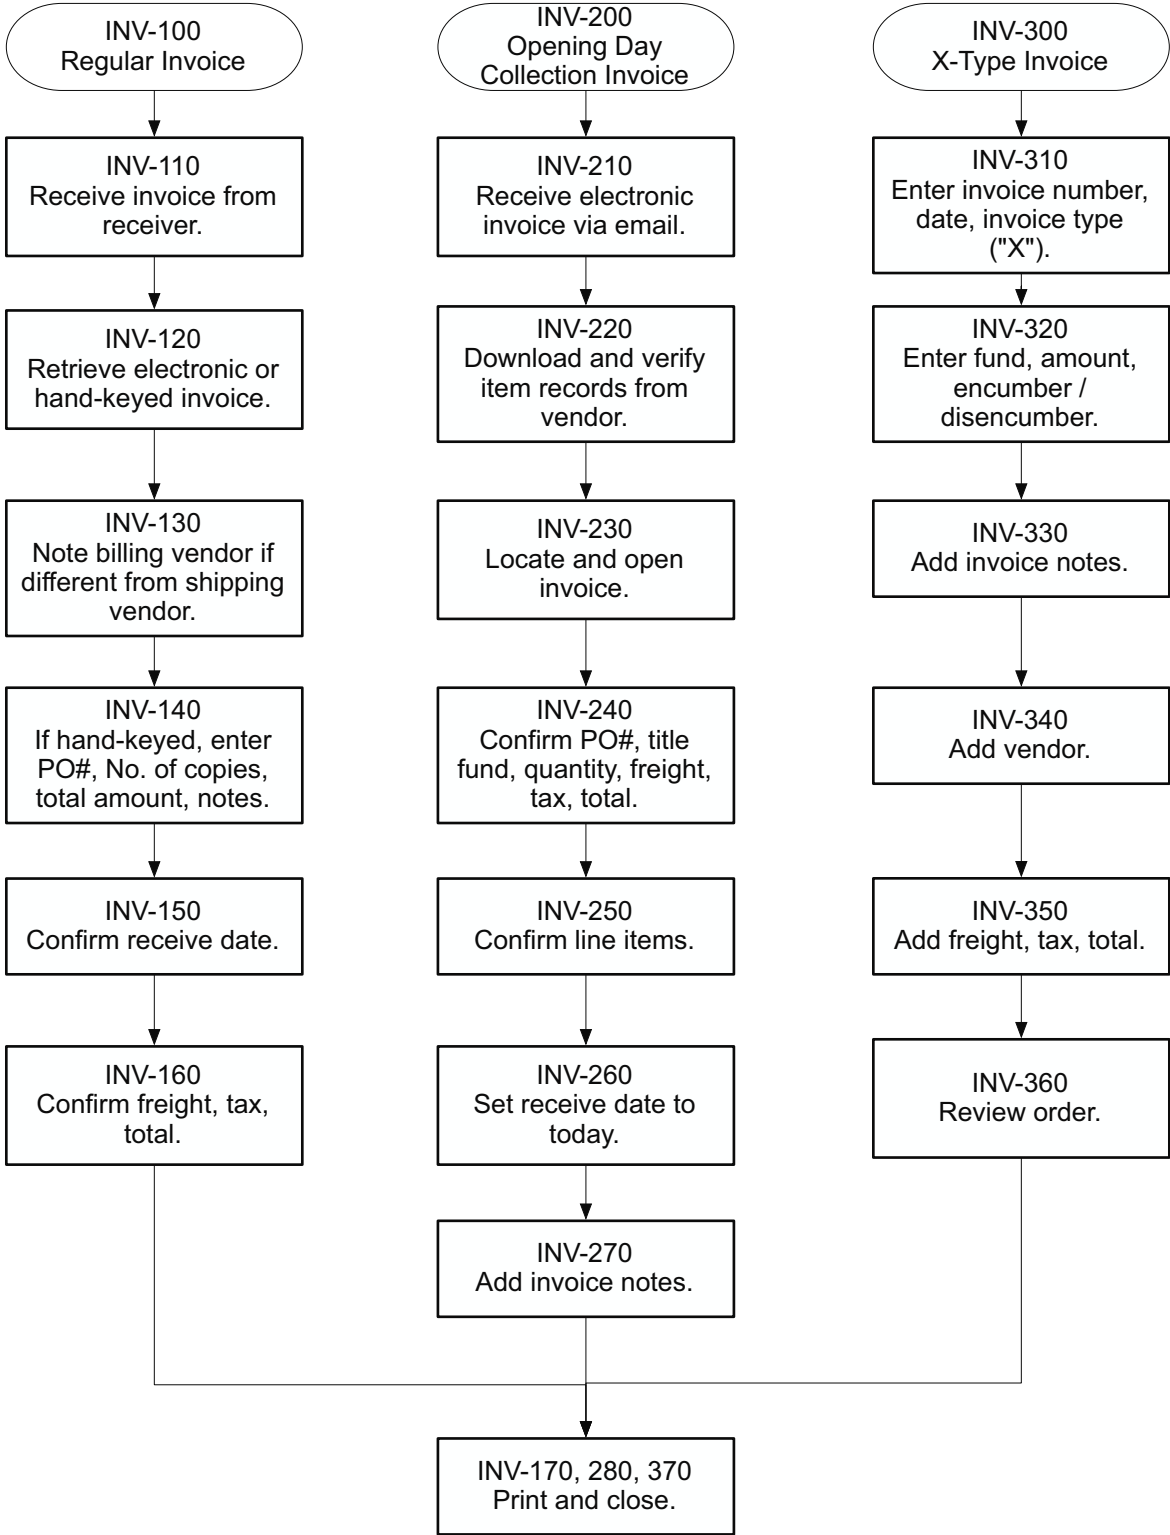 INV-100
Regular Invoice
INV-110
Receive invoice from
receiver.
INV-120
Retrieve electronic or
hand-keyed invoice.
INV-130
Note billing vendor if
different from shipping
vendor.
INV-140
If hand-keyed, enter
PO#, No. of copies,
total amount, notes.
INV-150
Confirm receive date.
INV-160
Confirm freight, tax,
total.
INV-200
Opening Day
Collection Invoice
INV-210
Receive electronic
invoice via email.
INV-220
Download and verify
item records from
vendor.
INV-230
Locate and open
invoice.
INV-240
Confirm PO#, title
fund, quantity, freight,
tax, total.
INV-250
Confirm line items.
INV-260
Set receive date to
today.
INV-270
Add invoice notes.
INV-300
X-Type Invoice
INV-310
Enter invoice number,
date, invoice type
("X").
INV-320
Enter fund, amount,
encumber /
disencumber.
INV-330
Add invoice notes.
INV-340
Add vendor.
INV-350
Add freight, tax, total.
INV-360
Review order.
INV-170, 280, 370
Print and close.